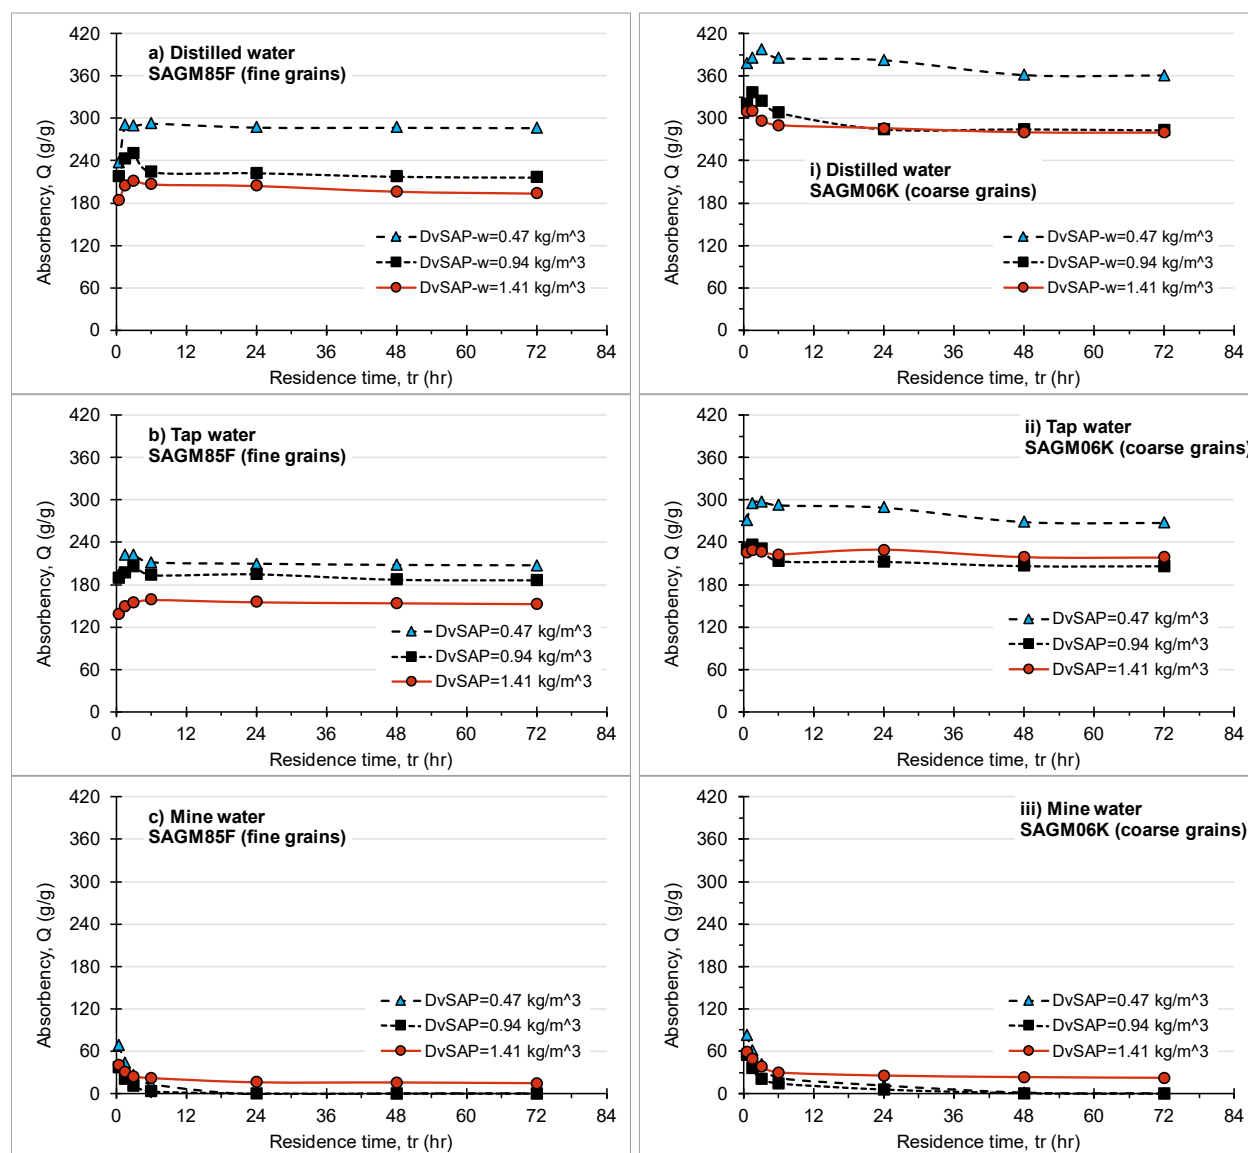 a) Distilled water
SAGM85F (fine grains)
Absorbency, Q (g/g)
420
360
300
240
180
120
60
0
DvSAP-w=0.47 kg/m^3
DvSAP-w=0.94 kg/m^3
DvSAP-w=1.41 kg/m^3
0 12 24 36 48 60 72 84
Residence time, tr (hr)
i) Distilled water
SAGM06K (coarse grains)
Absorbency, Q (g/g)
420
360
300
240
180
120
60
0
DvSAP-w=0.47 kg/m^3
DvSAP-w=0.94 kg/m^3
DvSAP-w=1.41 kg/m^3
0 12 24 36 48 60 72 84
Residence time, tr (hr)
b) Tap water
SAGM85F (fine grains)
Absorbency, Q (g/g)
420
360
300
240
180
120
60
0
DvSAP=0.47 kg/m^3
DvSAP=0.94 kg/m^3
DvSAP=1.41 kg/m^3
0 12 24 36 48 60 72 84
Residence time, tr (hr)
ii) Tap water
SAGM06K (coarse grains)
Absorbency, Q (g/g)
420
360
300
240
180
120
60
0
DvSAP=0.47 kg/m^3
DvSAP=0.94 kg/m^3
DvSAP=1.41 kg/m^3
0 12 24 36 48 60 72 84
Residence time, tr (hr)
c) Mine water
SAGM85F (fine grains)
Absorbency, Q (g/g)
420
360
300
240
180
120
60
0
DvSAP=0.47 kg/m^3
DvSAP=0.94 kg/m^3
DvSAP=1.41 kg/m^3
0 12 24 36 48 60 72 84
Residence time, tr (hr)
iii) Mine water
SAGM06K (coarse grains)
Absorbency, Q (g/g)
420
360
300
240
180
120
60
0
DvSAP=0.47 kg/m^3
DvSAP=0.94 kg/m^3
DvSAP=1.41 kg/m^3
0 12 24 36 48 60 72 84
Residence time, tr (hr)